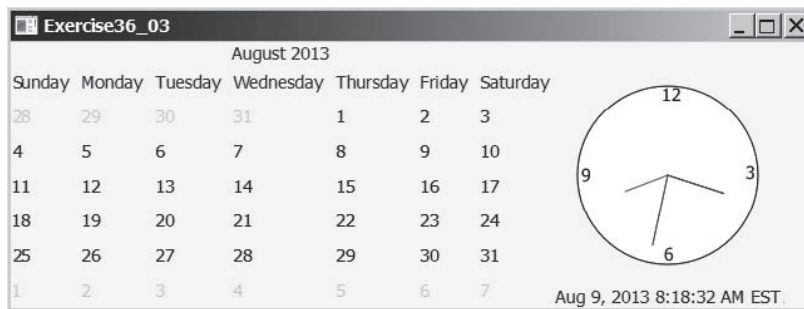 Exercise36_03
August 2013
Sunday Monday Tuesday Wednesday Thursday Friday Saturday
28 29 30 31 1 2 3
4 5 6 7 8 9 10
11 12 13 14 15 16 17
18 19 20 21 22 23 24
25 26 27 28 29 30 31
1 2 3 4 5 6 7
12
9 3
6
Aug 9, 2013 8:18:32 AM EST